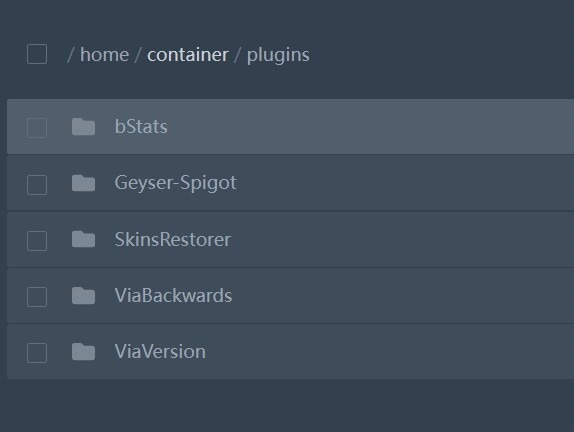 / home / container / plugins
bStats
Geyser-Spigot
SkinsRestorer
ViaBackwards
ViaVersion